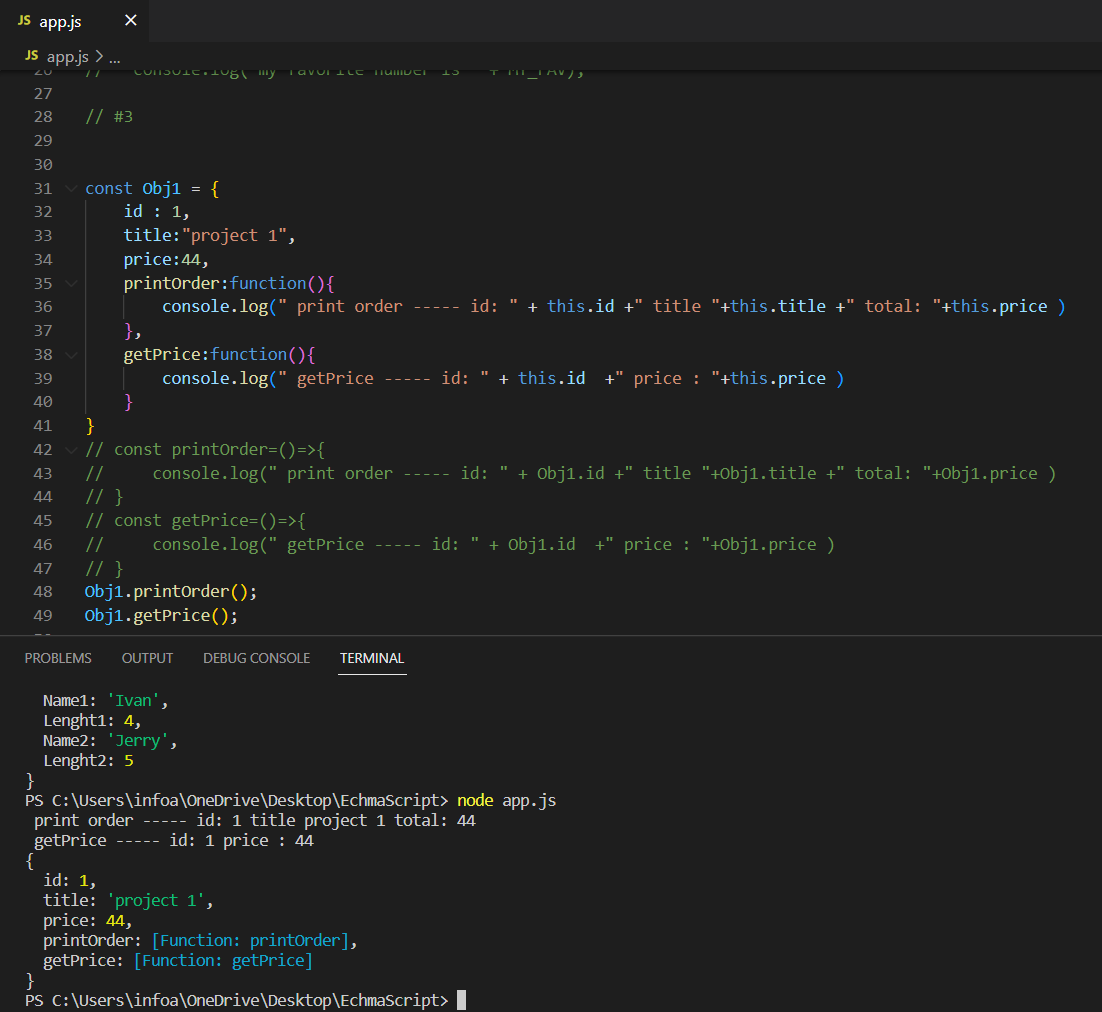 JS app.js ×
JS app.js > ...
27
28 // #3
29
30
31 const Obj1 = {
32 id : 1,
33 title:"project 1",
34 price:44,
35 printOrder:function(){
36 console.log(" print order ----- id: " + this.id +" title "+this.title +" total: "+this.price )
37 },
38 getPrice:function(){
39 console.log(" getPrice ----- id: " + this.id  +" price : "+this.price )
40 }
41 }
42 // const printOrder=()=>{
43 //     console.log(" print order ----- id: " + Obj1.id +" title "+Obj1.title +" total: "+Obj1.price )
44 // }
45 // const getPrice=()=>{
46 //     console.log(" getPrice ----- id: " + Obj1.id  +" price : "+Obj1.price )
47 // }
48 Obj1.printOrder();
49 Obj1.getPrice();
PROBLEMS OUTPUT DEBUG CONSOLE TERMINAL
Name1: 'Ivan',
Lenght1: 4,
Name2: 'Jerry',
Lenght2: 5
}
PS C:\Users\infoa\OneDrive\Desktop\EchmaScript> node app.js
print order ----- id: 1 title project 1 total: 44
getPrice ----- id: 1 price : 44
{
id: 1,
title: 'project 1',
price: 44,
printOrder: [Function: printOrder],
getPrice: [Function: getPrice]
}
PS C:\Users\infoa\OneDrive\Desktop\EchmaScript>